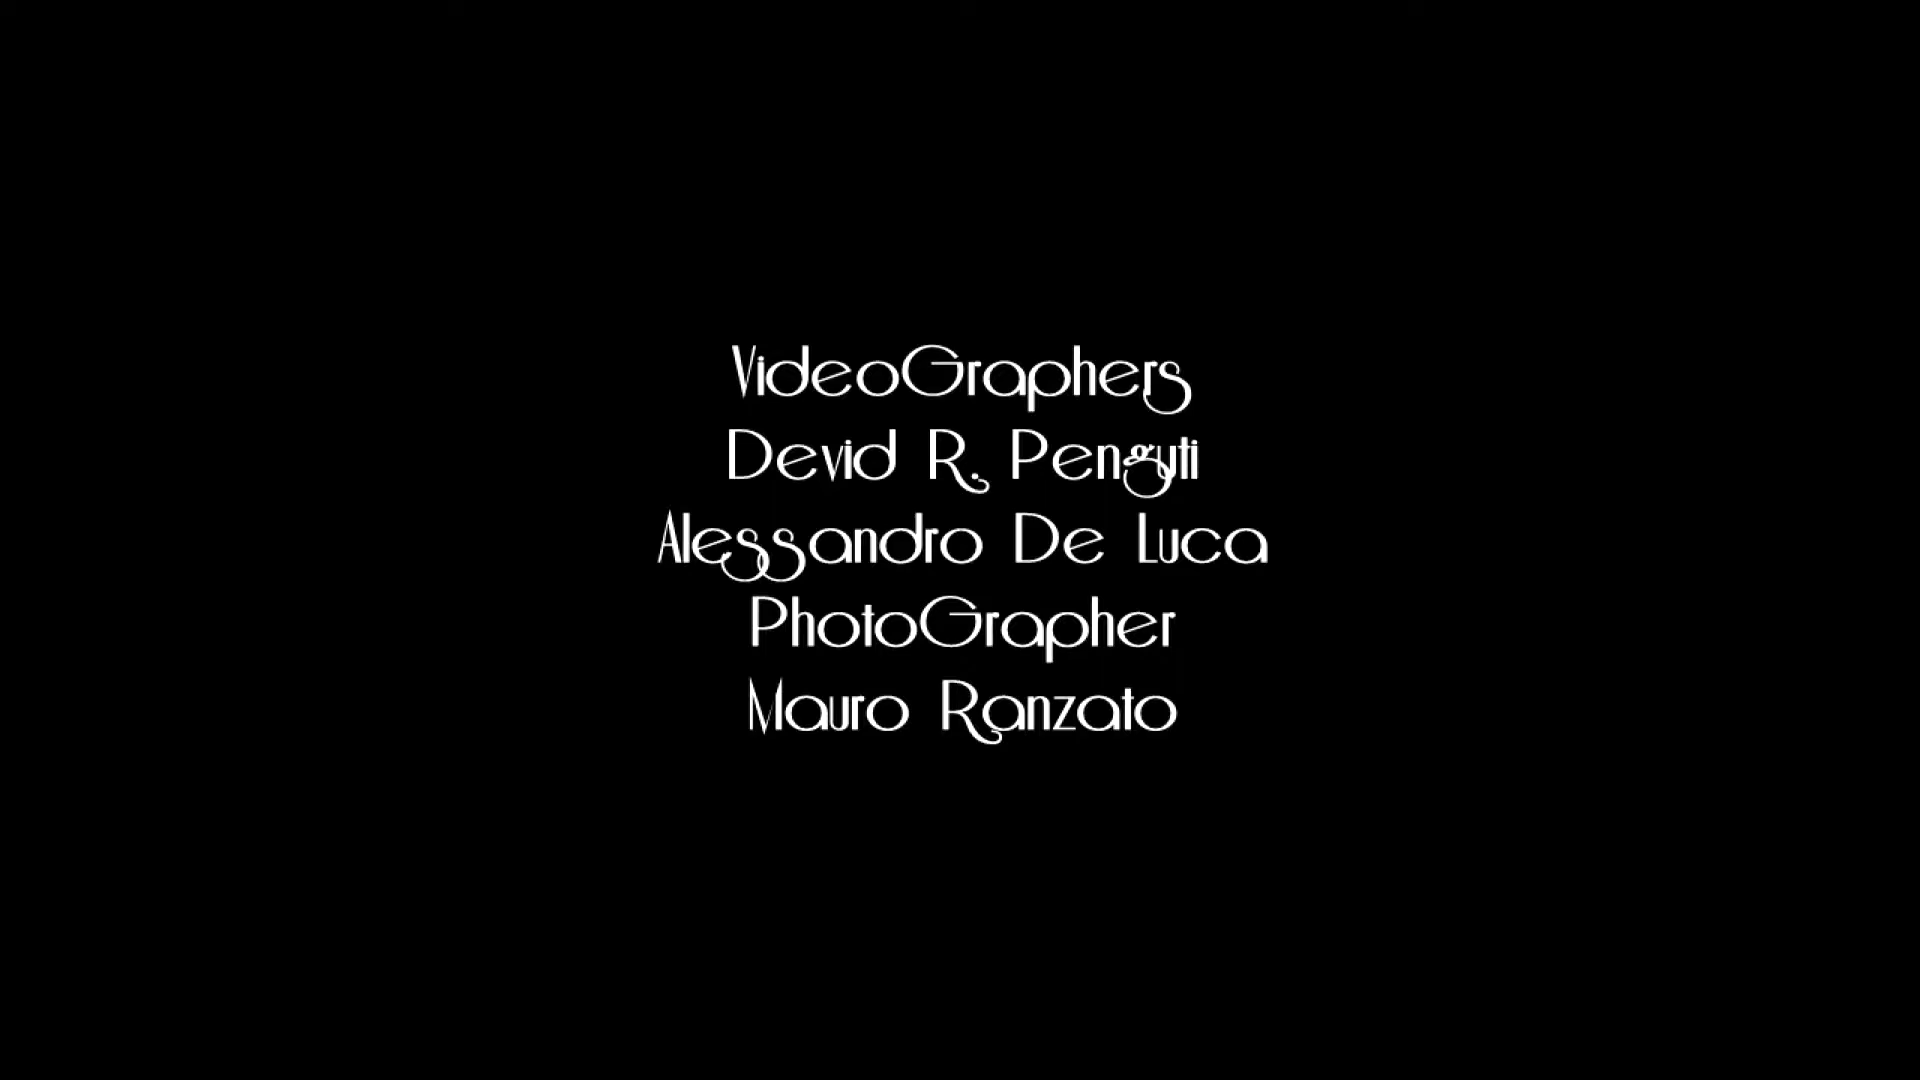 VideoGraphers
Devid R. Penguti
Alessandro De Luca
PhotoGrapher
Mauro Ranzato